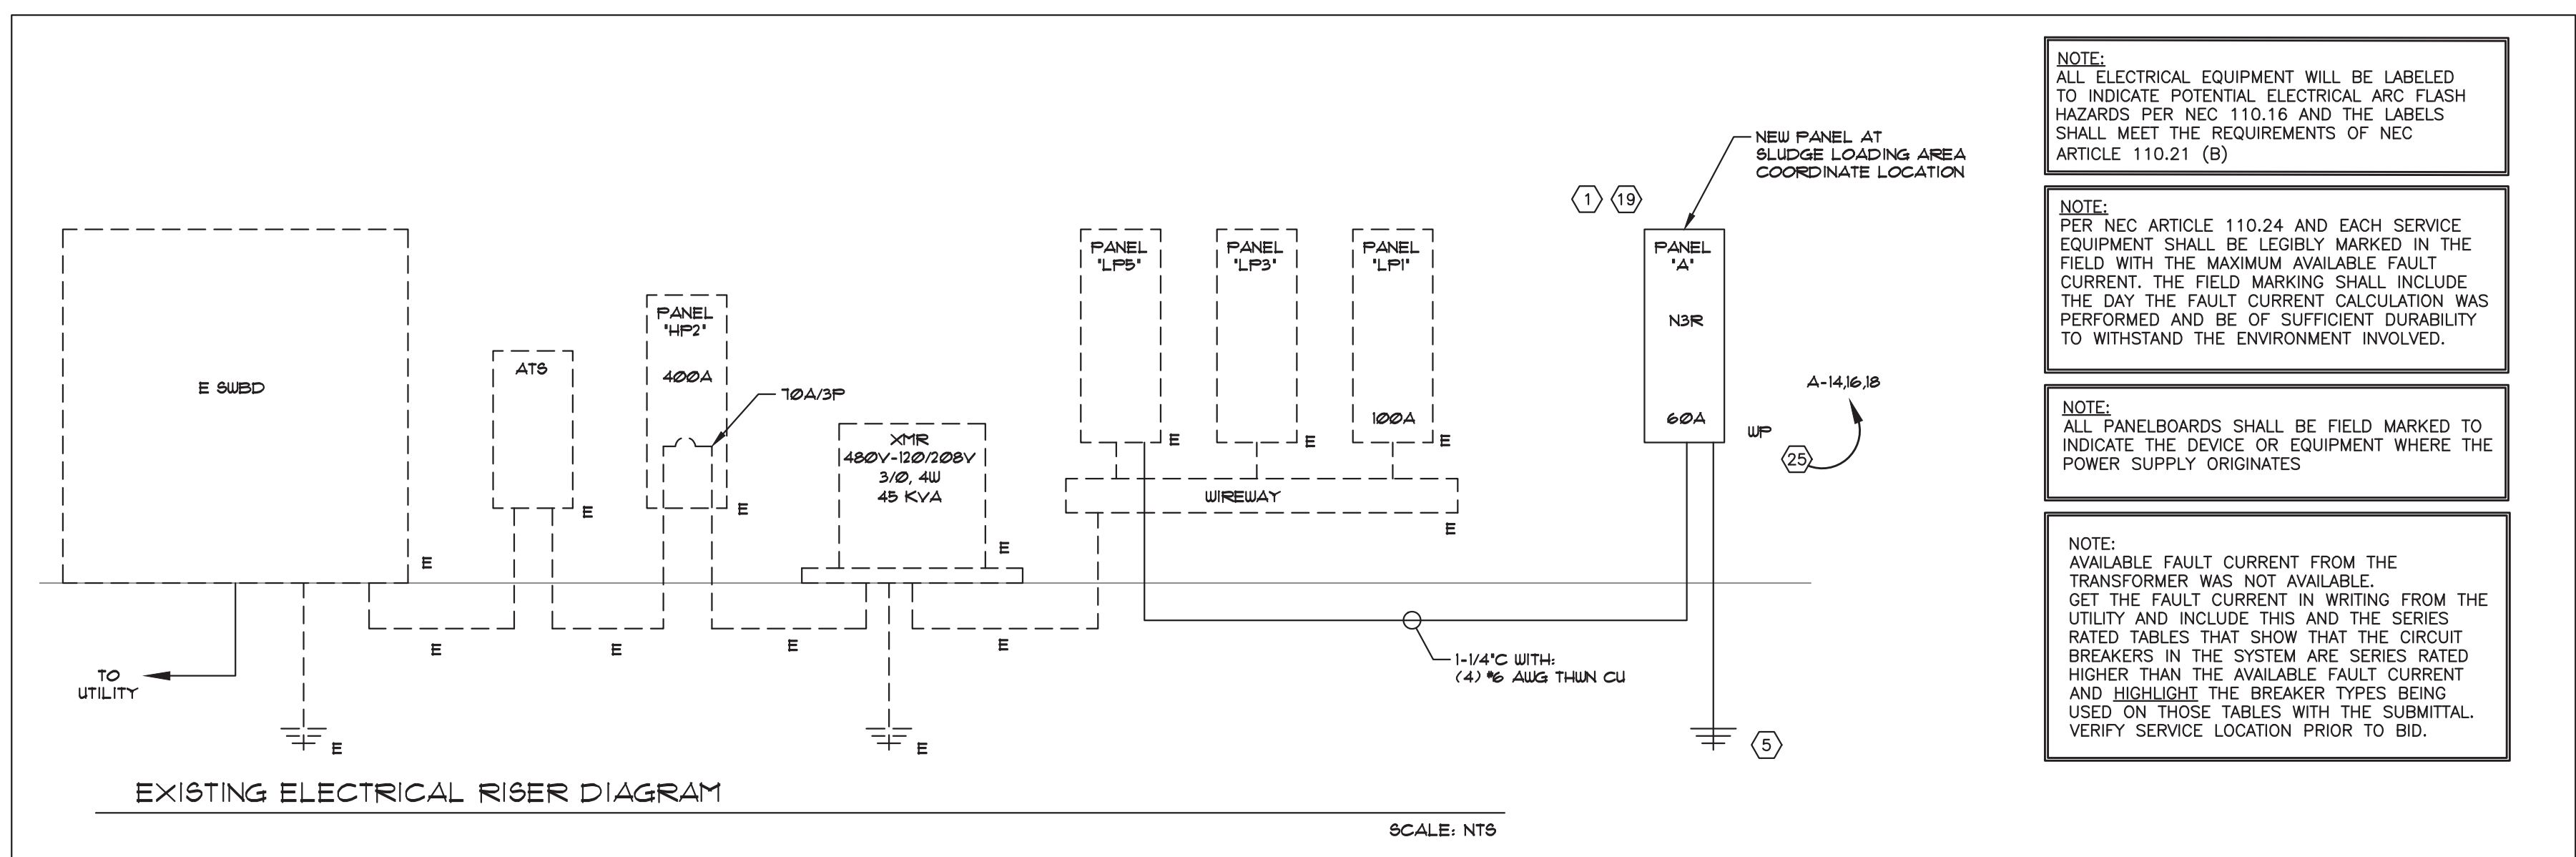 E SWBD
E
TO
UTILITY
E
E
ATS
E
E
PANEL
"HP2"
400A
70A/3P
E
E
XMR
480V-120/208V
3/Ø, 4W
45 KVA
E
E
E
PANEL
"LP5"
E
PANEL
"LP3"
E
PANEL
"LP1"
100A
E
WIREWAY
E
1-1/4"C WITH:
(4) #6 AWG THWN CU
NEW PANEL AT
SLUDGE LOADING AREA
COORDINATE LOCATION
1 19
PANEL
"A"
N3R
60A
WP
25
A-14,16,18
5
EXISTING ELECTRICAL RISER DIAGRAM
SCALE: NTS
NOTE:
ALL ELECTRICAL EQUIPMENT WILL BE LABELED
TO INDICATE POTENTIAL ELECTRICAL ARC FLASH
HAZARDS PER NEC 110.16 AND THE LABELS
SHALL MEET THE REQUIREMENTS OF NEC
ARTICLE 110.21 (B)
NOTE:
PER NEC ARTICLE 110.24 AND EACH SERVICE
EQUIPMENT SHALL BE LEGIBLY MARKED IN THE
FIELD WITH THE MAXIMUM AVAILABLE FAULT
CURRENT. THE FIELD MARKING SHALL INCLUDE
THE DAY THE FAULT CURRENT CALCULATION WAS
PERFORMED AND BE OF SUFFICIENT DURABILITY
TO WITHSTAND THE ENVIRONMENT INVOLVED.
NOTE:
ALL PANELBOARDS SHALL BE FIELD MARKED TO
INDICATE THE DEVICE OR EQUIPMENT WHERE THE
POWER SUPPLY ORIGINATES
NOTE:
AVAILABLE FAULT CURRENT FROM THE
TRANSFORMER WAS NOT AVAILABLE.
GET THE FAULT CURRENT IN WRITING FROM THE
UTILITY AND INCLUDE THIS AND THE SERIES
RATED TABLES THAT SHOW THAT THE CIRCUIT
BREAKERS IN THE SYSTEM ARE SERIES RATED
HIGHER THAN THE AVAILABLE FAULT CURRENT
AND HIGHLIGHT THE BREAKER TYPES BEING
USED ON THOSE TABLES WITH THE SUBMITTAL.
VERIFY SERVICE LOCATION PRIOR TO BID.